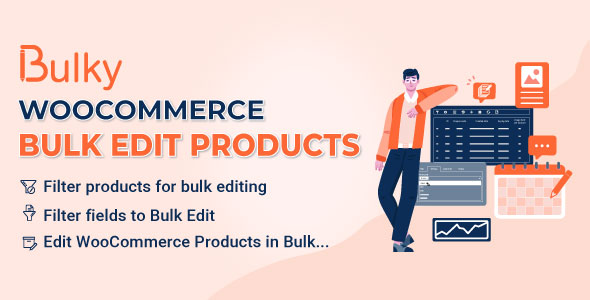 Bulky
WOOCOMMERCE
BULK EDIT PRODUCTS
Filter products for bulk editing
Filter fields to Bulk Edit
Edit WooCommerce Products in Bulk...